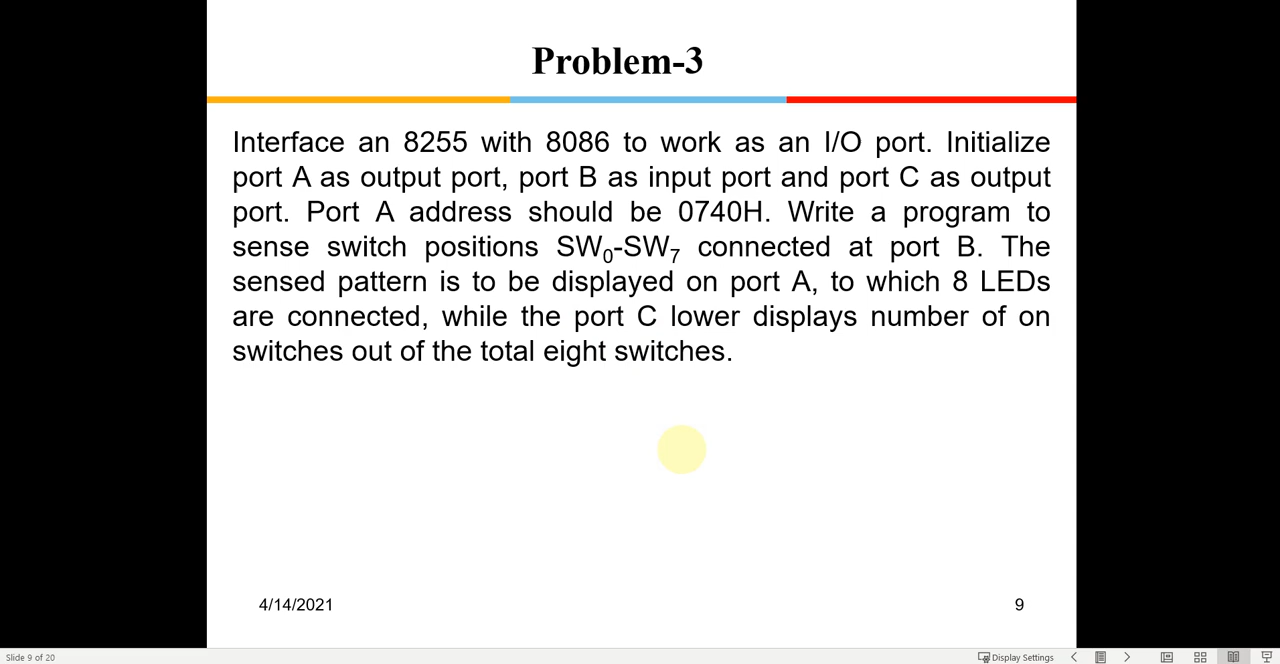 Problem-3
Interface an 8255 with 8086 to work as an I/O port. Initialize
port A as output port, port B as input port and port C as output
port. Port A address should be 0740H. Write a program to
sense switch positions SW₀-SW₇ connected at port B. The
sensed pattern is to be displayed on port A, to which 8 LEDs
are connected, while the port C lower displays number of on
switches out of the total eight switches.
4/14/2021
9
Slide 9 of 20
Display Settings